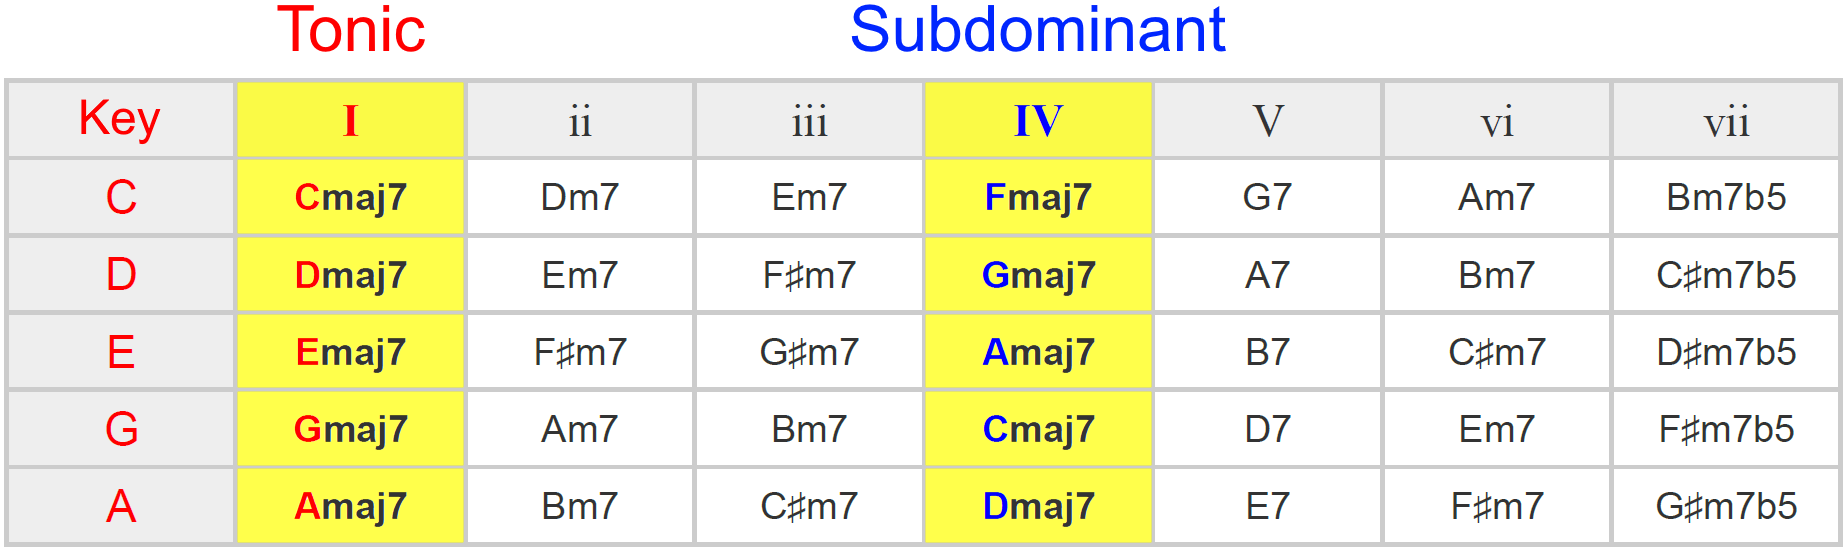 Tonic Subdominant
Key I ii iii IV V vi vii
C Cmaj7 Dm7 Em7 Fmaj7 G7 Am7 Bm7b5
D Dmaj7 Em7 F♯m7 Gmaj7 A7 Bm7 C♯m7b5
E Emaj7 F♯m7 G♯m7 Amaj7 B7 C♯m7 D♯m7b5
G Gmaj7 Am7 Bm7 Cmaj7 D7 Em7 F♯m7b5
A Amaj7 Bm7 C♯m7 Dmaj7 E7 F♯m7 G♯m7b5